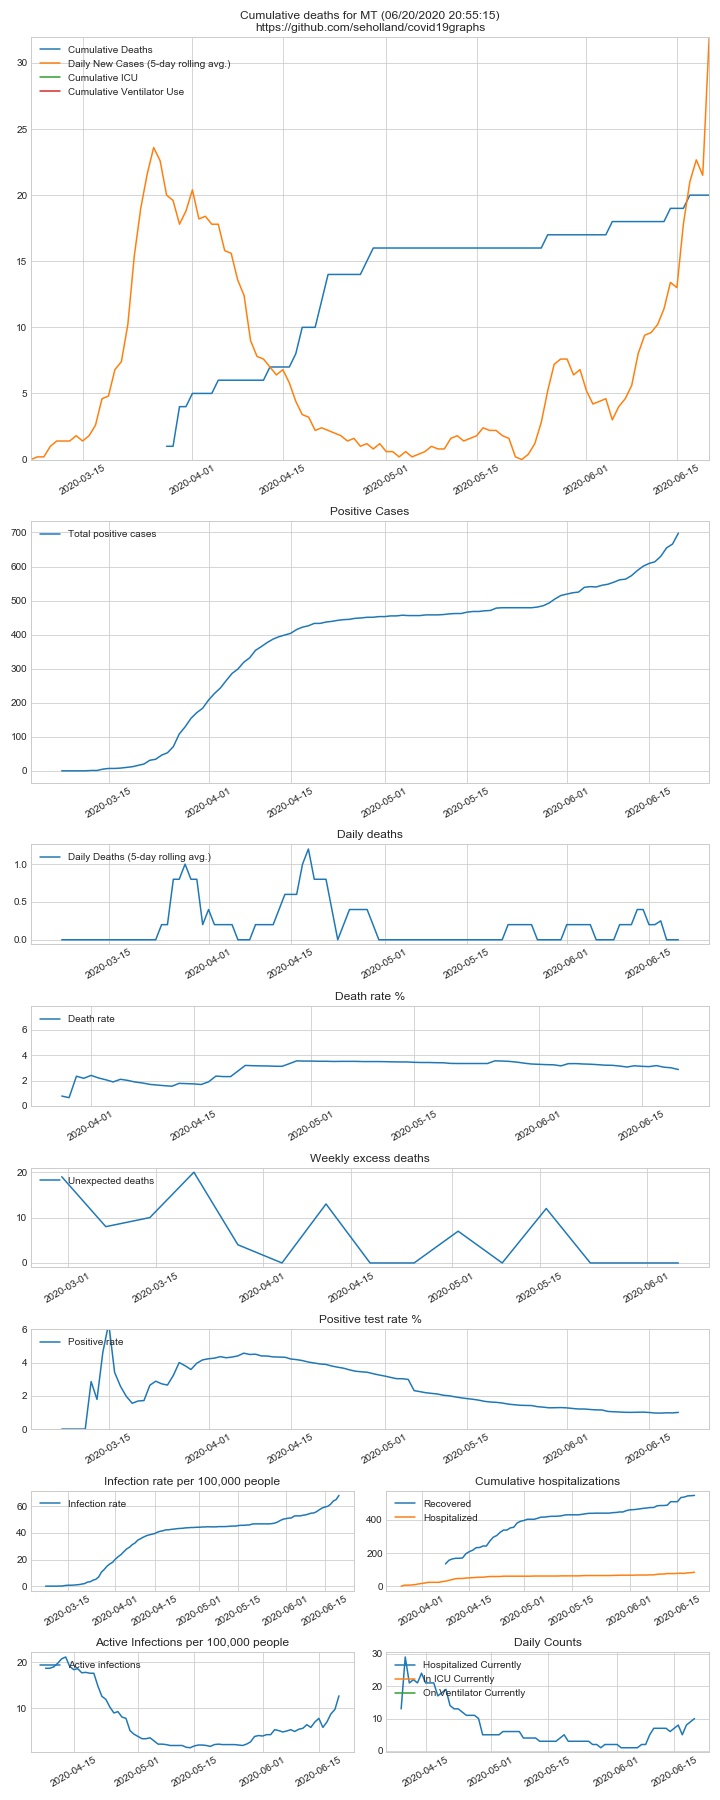 Cumulative deaths for MT (06/20/2020 20:55:15)
https://github.com/seholland/covid19graphs
Cumulative Deaths
Daily New Cases (5-day rolling avg.)
Cumulative ICU
Cumulative Ventilator Use
30
25
20
15
10
5
0
2020-03-15 2020-04-01 2020-04-15 2020-05-01 2020-05-15 2020-06-01 2020-06-15
Positive Cases
Total positive cases
700
600
500
400
300
200
100
0
2020-03-15 2020-04-01 2020-04-15 2020-05-01 2020-05-15 2020-06-01 2020-06-15
Daily deaths
Daily Deaths (5-day rolling avg.)
1.0
0.5
0.0
2020-03-15 2020-04-01 2020-04-15 2020-05-01 2020-05-15 2020-06-01 2020-06-15
Death rate %
Death rate
6
4
2
0
2020-04-01 2020-04-15 2020-05-01 2020-05-15 2020-06-01 2020-06-15
Weekly excess deaths
Unexpected deaths
20
10
0
2020-03-01 2020-03-15 2020-04-01 2020-04-15 2020-05-01 2020-05-15 2020-06-01
Positive test rate %
Positive rate
6
4
2
0
2020-03-15 2020-04-01 2020-04-15 2020-05-01 2020-05-15 2020-06-01 2020-06-15
Infection rate per 100,000 people
Infection rate
60
40
20
0
2020-03-15 2020-04-01 2020-04-15 2020-05-01 2020-05-15 2020-06-01 2020-06-15
Cumulative hospitalizations
Recovered
Hospitalized
400
200
0
2020-04-01 2020-04-15 2020-05-01 2020-05-15 2020-06-01 2020-06-15
Active Infections per 100,000 people
Active infections
20
10
2020-04-15 2020-05-01 2020-05-15 2020-06-01 2020-06-15
Daily Counts
Hospitalized Currently
In ICU Currently
On Ventilator Currently
30
20
10
0
2020-04-15 2020-05-01 2020-05-15 2020-06-01 2020-06-15